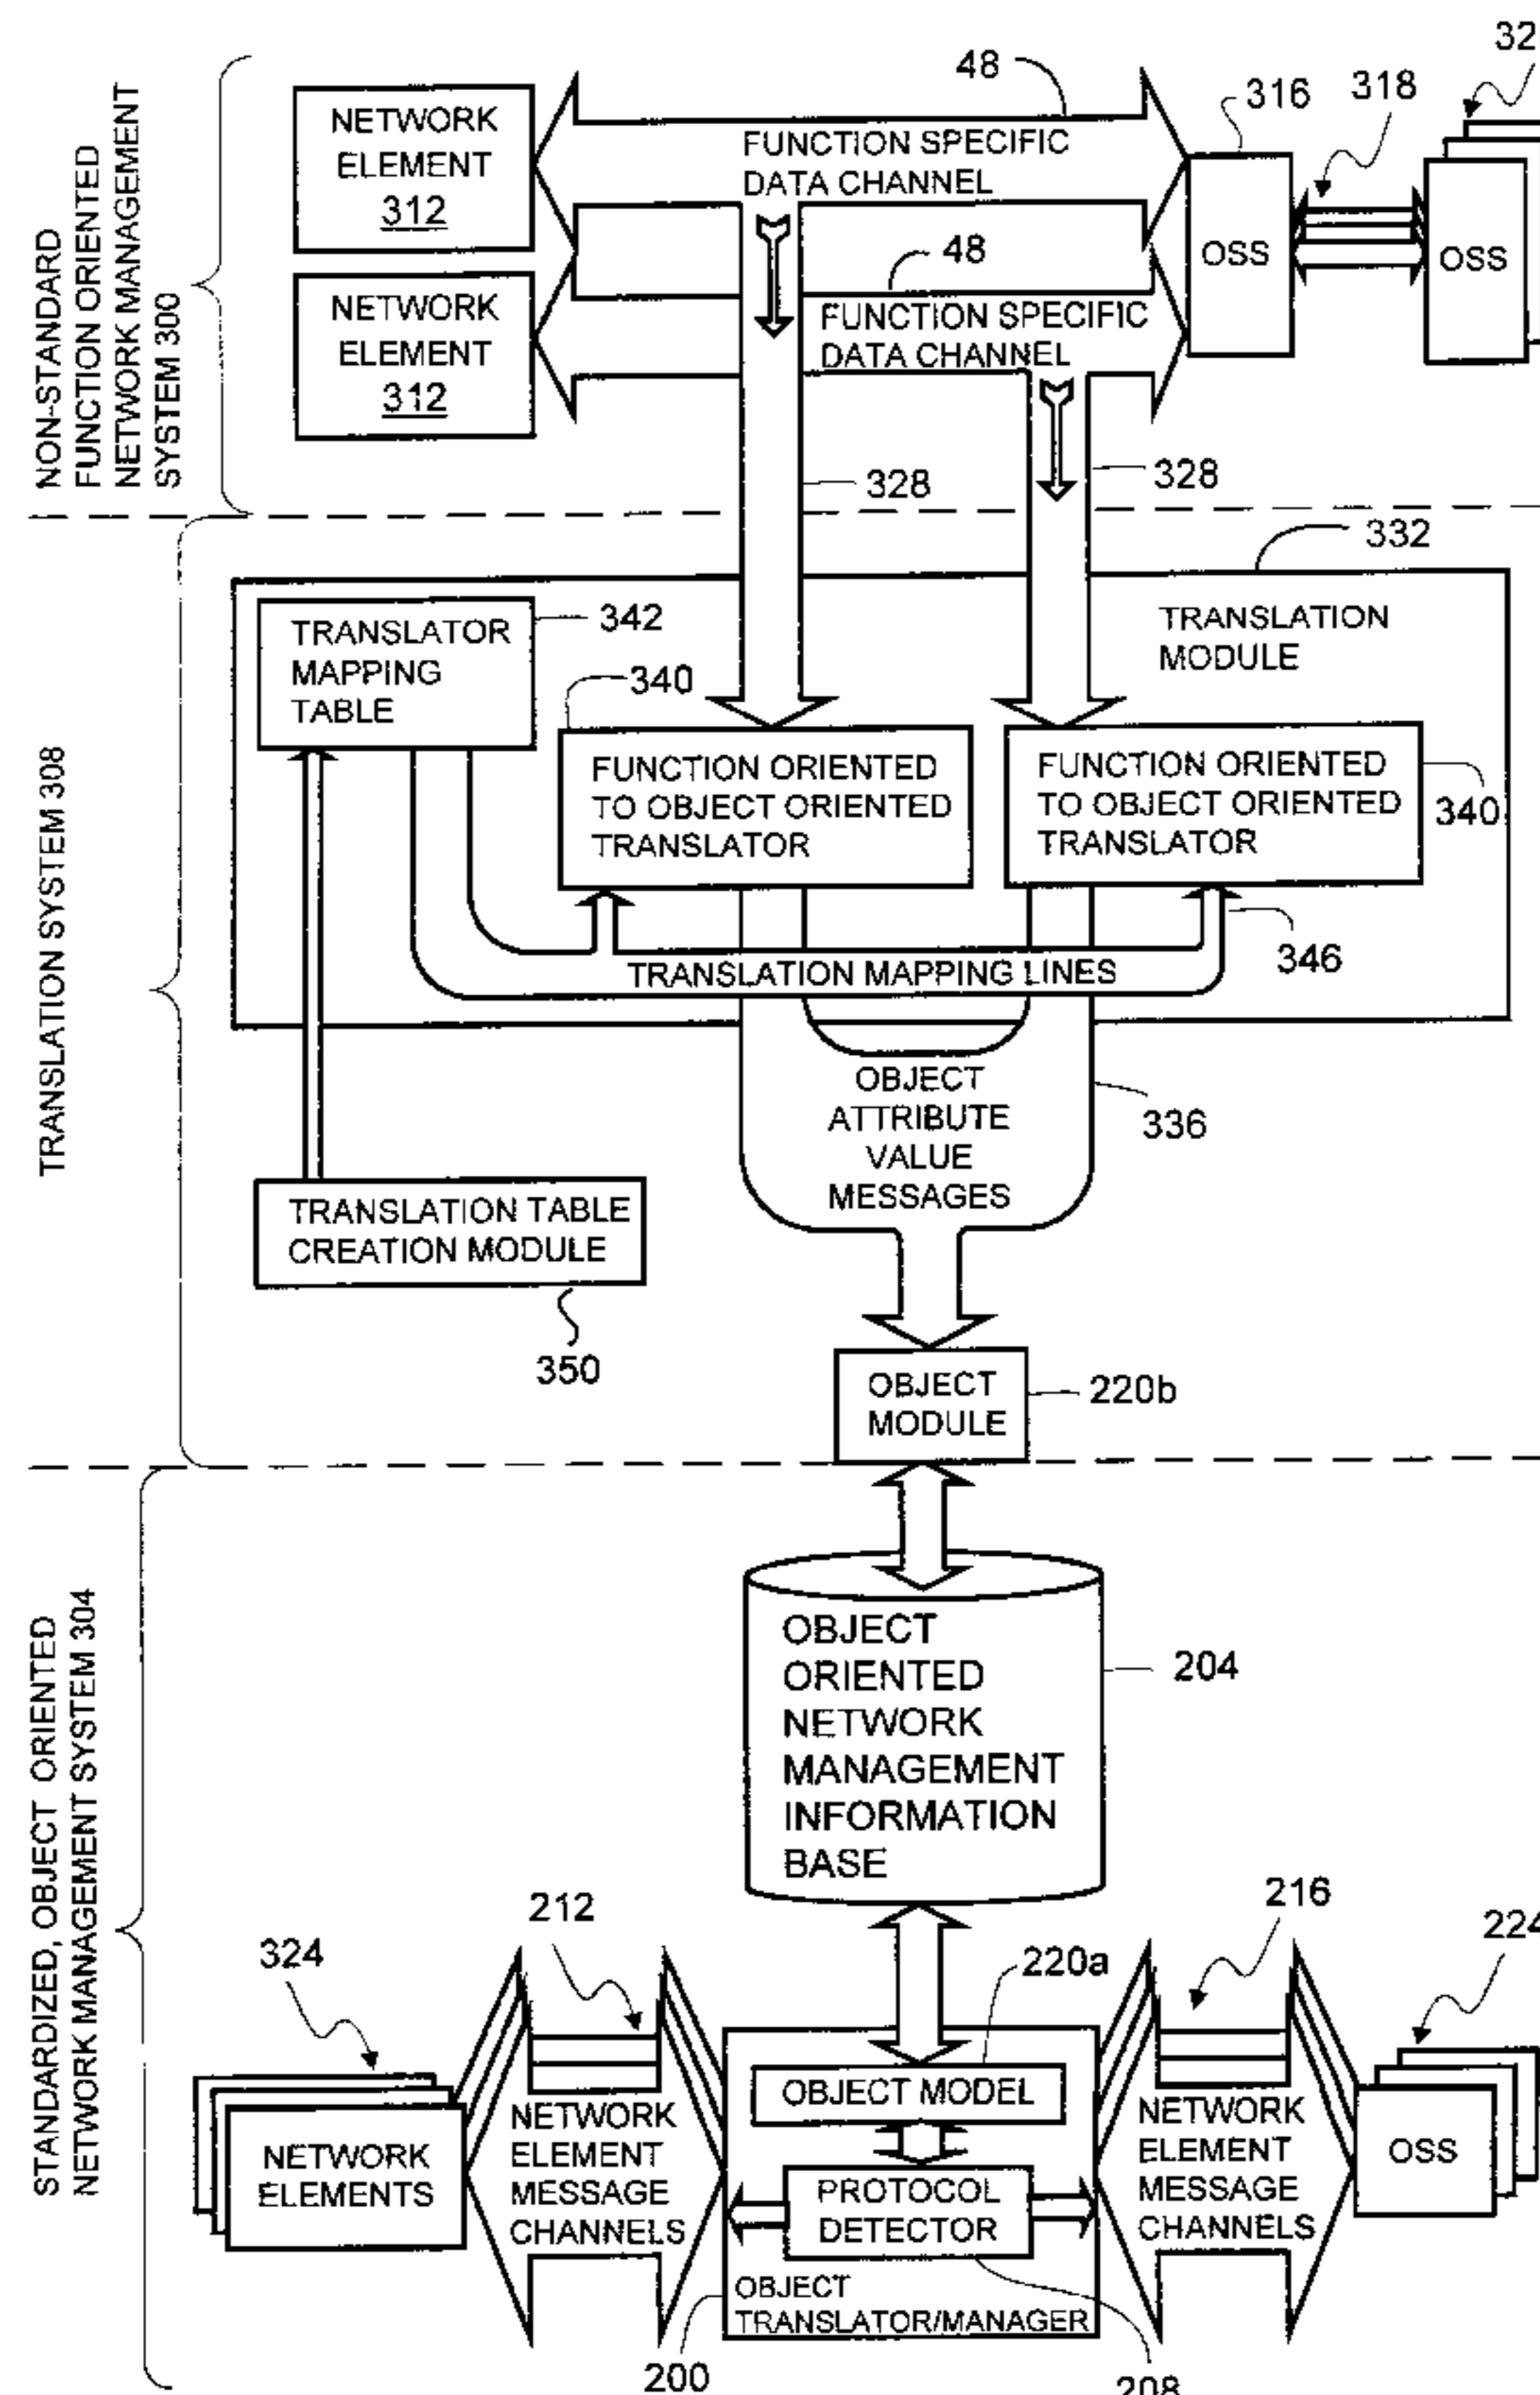 NON-STANDARD
FUNCTION ORIENTED
NETWORK MANAGEMENT
SYSTEM 300
NETWORK
ELEMENT
312
NETWORK
ELEMENT
312
48
FUNCTION SPECIFIC
DATA CHANNEL
48
FUNCTION SPECIFIC
DATA CHANNEL
316
318
32
OSS
OSS
328
328
TRANSLATION SYSTEM 308
332
TRANSLATION
MODULE
TRANSLATOR
MAPPING
TABLE
342
340
FUNCTION ORIENTED
TO OBJECT ORIENTED
TRANSLATOR
FUNCTION ORIENTED
TO OBJECT ORIENTED
TRANSLATOR
340
TRANSLATION MAPPING LINES
346
OBJECT
ATTRIBUTE
VALUE
MESSAGES
336
TRANSLATION TABLE
CREATION MODULE
350
OBJECT
MODULE
220b
STANDARDIZED, OBJECT ORIENTED
NETWORK MANAGEMENT SYSTEM 304
OBJECT
ORIENTED
NETWORK
MANAGEMENT
INFORMATION
BASE
204
324
212
220a
216
224
NETWORK
ELEMENTS
NETWORK
ELEMENT
MESSAGE
CHANNELS
OBJECT MODEL
PROTOCOL
DETECTOR
OBJECT
TRANSLATOR/MANAGER
NETWORK
ELEMENT
MESSAGE
CHANNELS
OSS
200
208